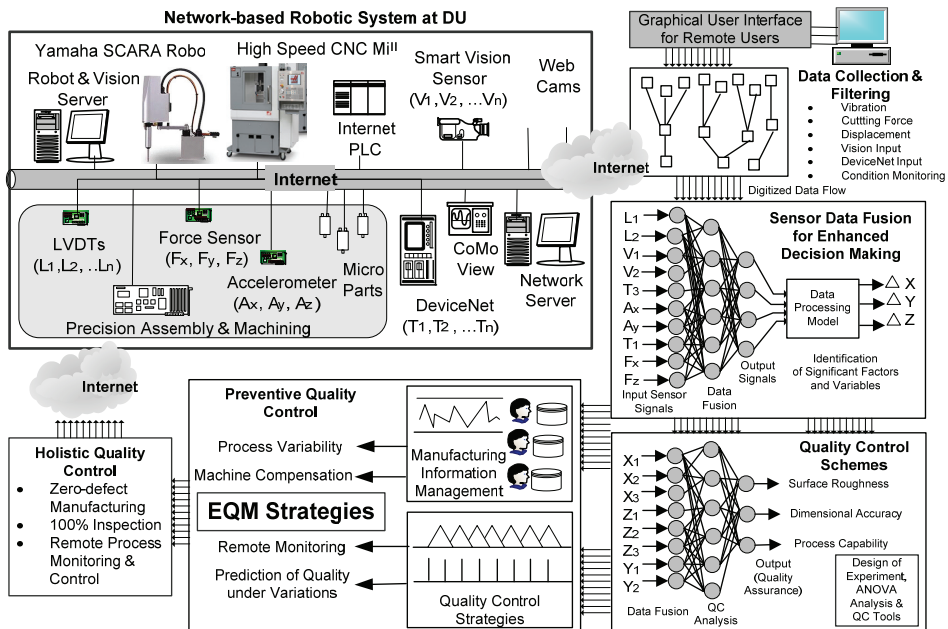 Network-based Robotic System at DU
Yamaha SCARA Robo
High Speed CNC Mill
Robot & Vision
Server
Internet
PLC
Smart Vision
Sensor
(V1, V2, ...Vn)
Web
Cams
Internet
Internet
LVDTs
(L1,L2, ..Ln)
Force Sensor
(Fx, Fy, Fz)
Accelerometer
(Ax, Ay, Az)
Micro
Parts
Precision Assembly & Machining
DeviceNet
(T1,T2, ...Tn)
CoMo
View
Network
Server
Graphical User Interface
for Remote Users
Data Collection &
Filtering
• Vibration
• Cuttting Force
• Displacement
• Vision Input
• DeviceNet Input
• Condition Monitoring
Digitized Data Flow
Sensor Data Fusion
for Enhanced
Decision Making
L1
L2
V1
V2
T3
Ax
Ay
T1
Fx
Fz
Input Sensor
Signals
Data
Fusion
Output
Signals
Data
Processing
Model
△ X
△ Y
△ Z
Identification
of Significant Factors
and Variables
Quality Control
Schemes
X1
X2
X3
Z1
Z2
Z3
Y1
Y2
Data Fusion
QC
Analysis
Output
(Quality
Assurance)
Surface Roughness
Dimensional Accuracy
Process Capability
Design of
Experiment,
ANOVA
Analysis &
QC Tools
Preventive Quality
Control
Process Variability
Machine Compensation
Manufacturing
Information
Management
EQM Strategies
Remote Monitoring
Prediction of Quality
under Variations
Quality Control
Strategies
Internet
Holistic Quality
Control
• Zero-defect
Manufacturing
• 100% Inspection
• Remote Process
Monitoring &
Control